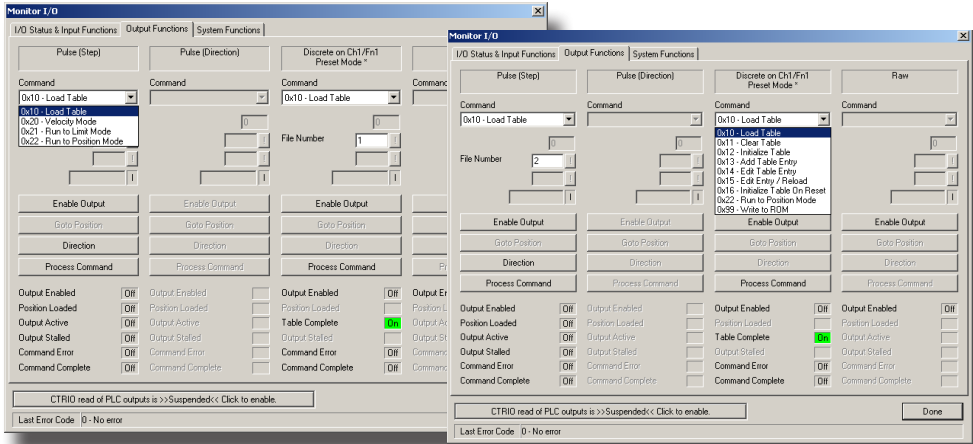 Monitor I/O
I/O Status & Input Functions Output Functions System Functions
Pulse (Step) Pulse (Direction) Discrete on Ch1/Fn1
Preset Mode *
Command Command Command Command
0x10 - Load Table 0x10 - Load Table
0x10 - Load Table
0x20 - Velocity Mode
0x21 - Run to Limit Mode
0x22 - Run to Position Mode
0 0
File Number 1
Enable Output Enable Output Enable Output
Goto Position Goto Position Goto Position
Direction Direction Direction
Process Command Process Command Process Command
Output Enabled Off Output Enabled Output Enabled Off
Position Loaded Position Loaded Position Loaded
Output Active Off Output Active Table Complete On
Output Stalled Off Output Stalled Output Stalled
Command Error Off Command Error Command Error Off
Command Complete Off Command Complete Command Complete Off
CTRIO read of PLC outputs is >>Suspended<< Click to enable.
Last Error Code 0 - No error
Monitor I/O
I/O Status & Input Functions Output Functions System Functions
Pulse (Step) Pulse (Direction) Discrete on Ch1/Fn1 Raw
Preset Mode *
Command Command Command Command
0x10 - Load Table 0x10 - Load Table
0x10 - Load Table
0x11 - Clear Table
0x12 - Initialize Table
0x13 - Add Table Entry
0x14 - Edit Table Entry
0x15 - Edit Entry / Reload
0x16 - Initialize Table On Reset
0x22 - Run to Position Mode
0x99 - Write to ROM
0 0 0
File Number 2
Enable Output Enable Output Enable Output Enable Output
Goto Position Goto Position Goto Position Goto Position
Direction Direction Direction Direction
Process Command Process Command Process Command Process Command
Output Enabled Off Output Enabled Output Enabled Off Output Enabled Off
Position Loaded Position Loaded Position Loaded Position Loaded
Output Active Off Output Active Table Complete On Output Active
Output Stalled Off Output Stalled Output Stalled Output Stalled
Command Error Off Command Error Command Error Off Command Error
Command Complete Off Command Complete Command Complete Off Command Complete
CTRIO read of PLC outputs is >>Suspended<< Click to enable. Done
Last Error Code 0 - No error